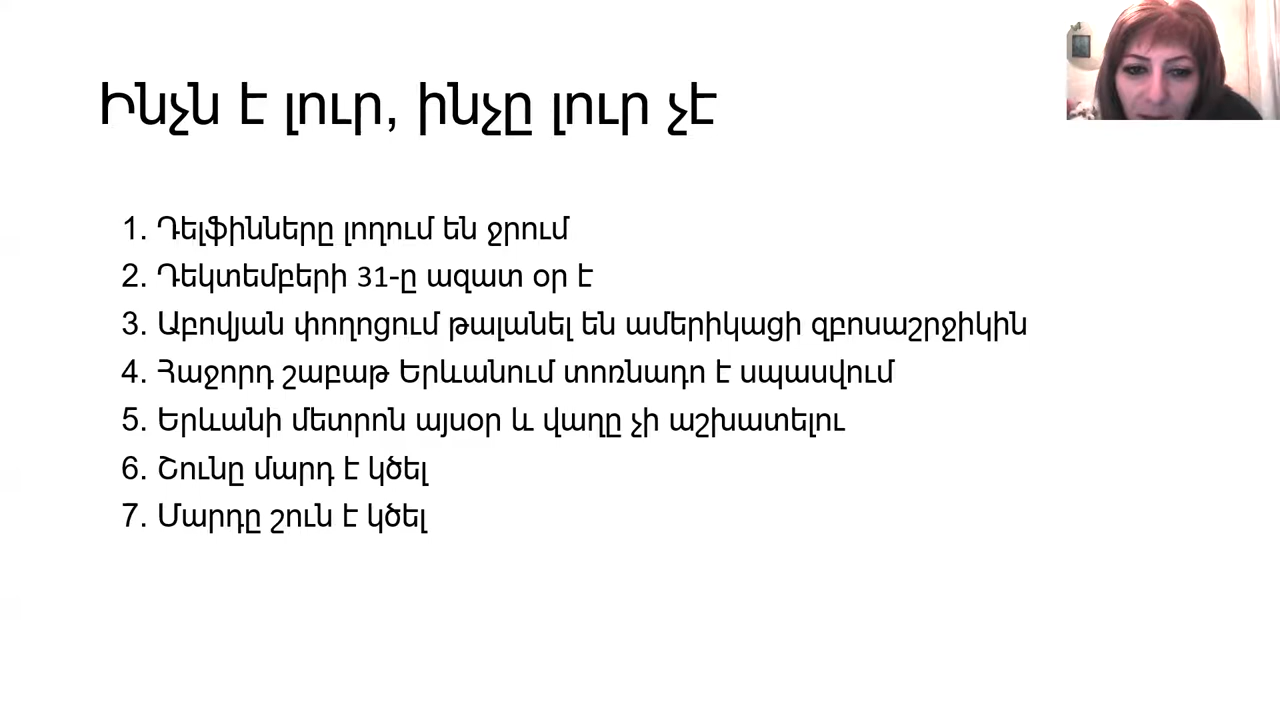 Ինչն է լուր, ինչը լուր չէ
1. Դելֆինները լողում են ջրում
2. Դեկտեմբերի 31-ը ազատ օր է
3. Աբովյան փողոցում թալանել են ամերիկացի զբոսաշրջիկին
4. Հաջորդ շաբաթ Երևանում տոռնադո է սպասվում
5. Երևանի մետրոն այսօր և վաղը չի աշխատելու
6. Շունը մարդ է կծել
7. Մարդը շուն է կծել